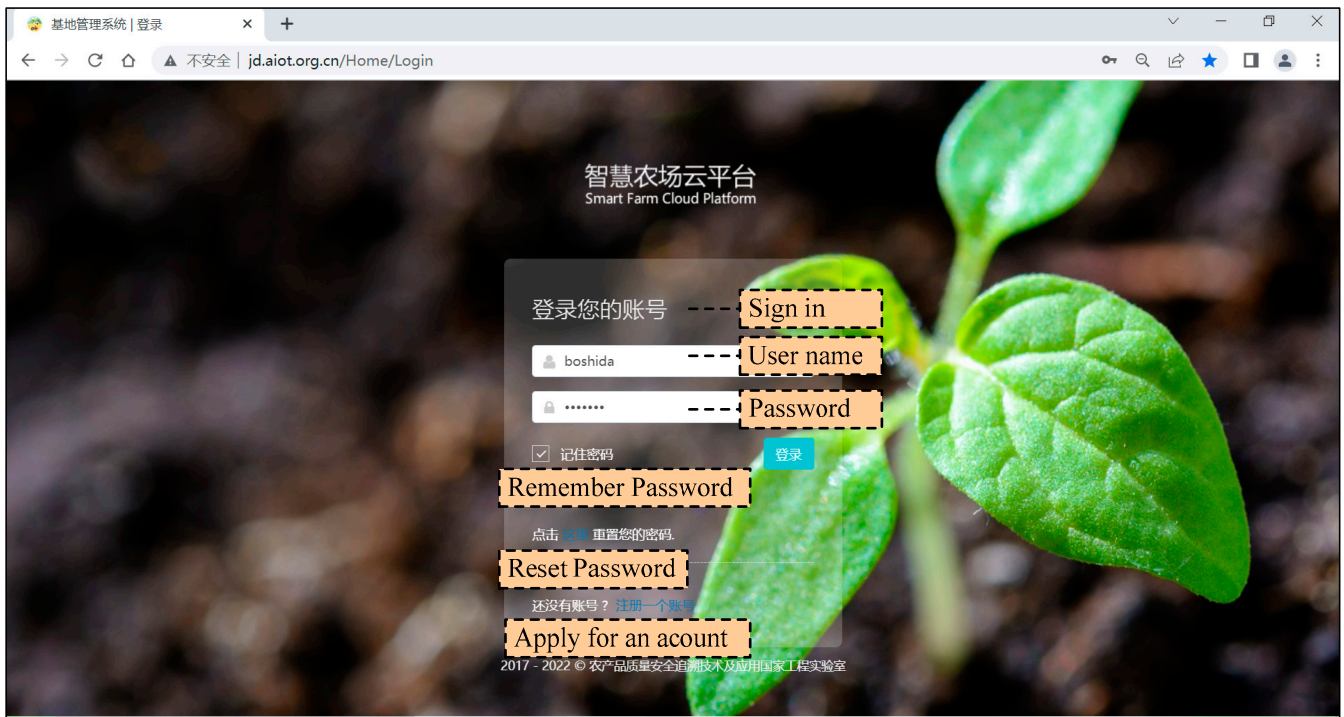 基地管理系统 | 登录
不安全 | jd.aiot.org.cn/Home/Login
智慧农场云平台
Smart Farm Cloud Platform
登录您的账号
Sign in
boshida
User name
•••••••
Password
记住密码
登录
Remember Password
点击 这里 重置您的密码.
Reset Password
还没有账号？ 注册一个账号
Apply for an acount
2017 - 2022 © 农产品质量安全追溯技术及应用国家工程实验室